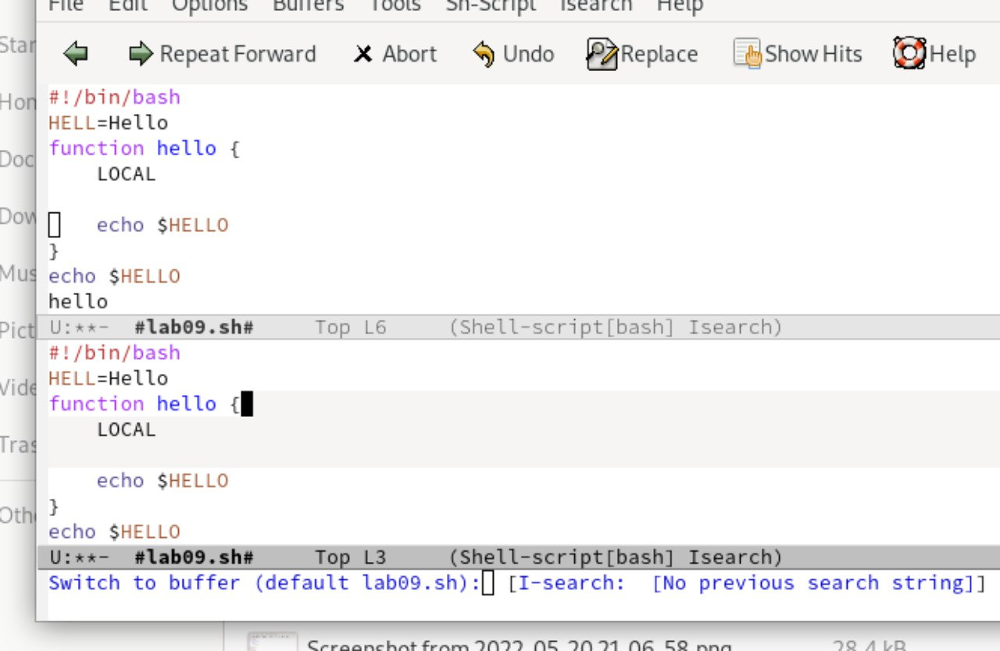 File Edit Options Buffers Tools Sh-Script Isearch Help
Repeat Forward Abort Undo Replace Show Hits Help
#!/bin/bash
HELL=Hello
function hello {
    LOCAL
    echo $HELLO
}
echo $HELLO
hello
U:**-  #lab09.sh#     Top L6     (Shell-script[bash] Isearch)
#!/bin/bash
HELL=Hello
function hello {
    LOCAL
    echo $HELLO
}
echo $HELLO
U:**-  #lab09.sh#     Top L3     (Shell-script[bash] Isearch)
Switch to buffer (default lab09.sh): [I-search:  [No previous search string]]
Star
Hom
Doc
Dow
Mus
Pict
Vide
Tras
Othe
Screenshot from 2022 05 20 21 06 58.png 28.4 kB